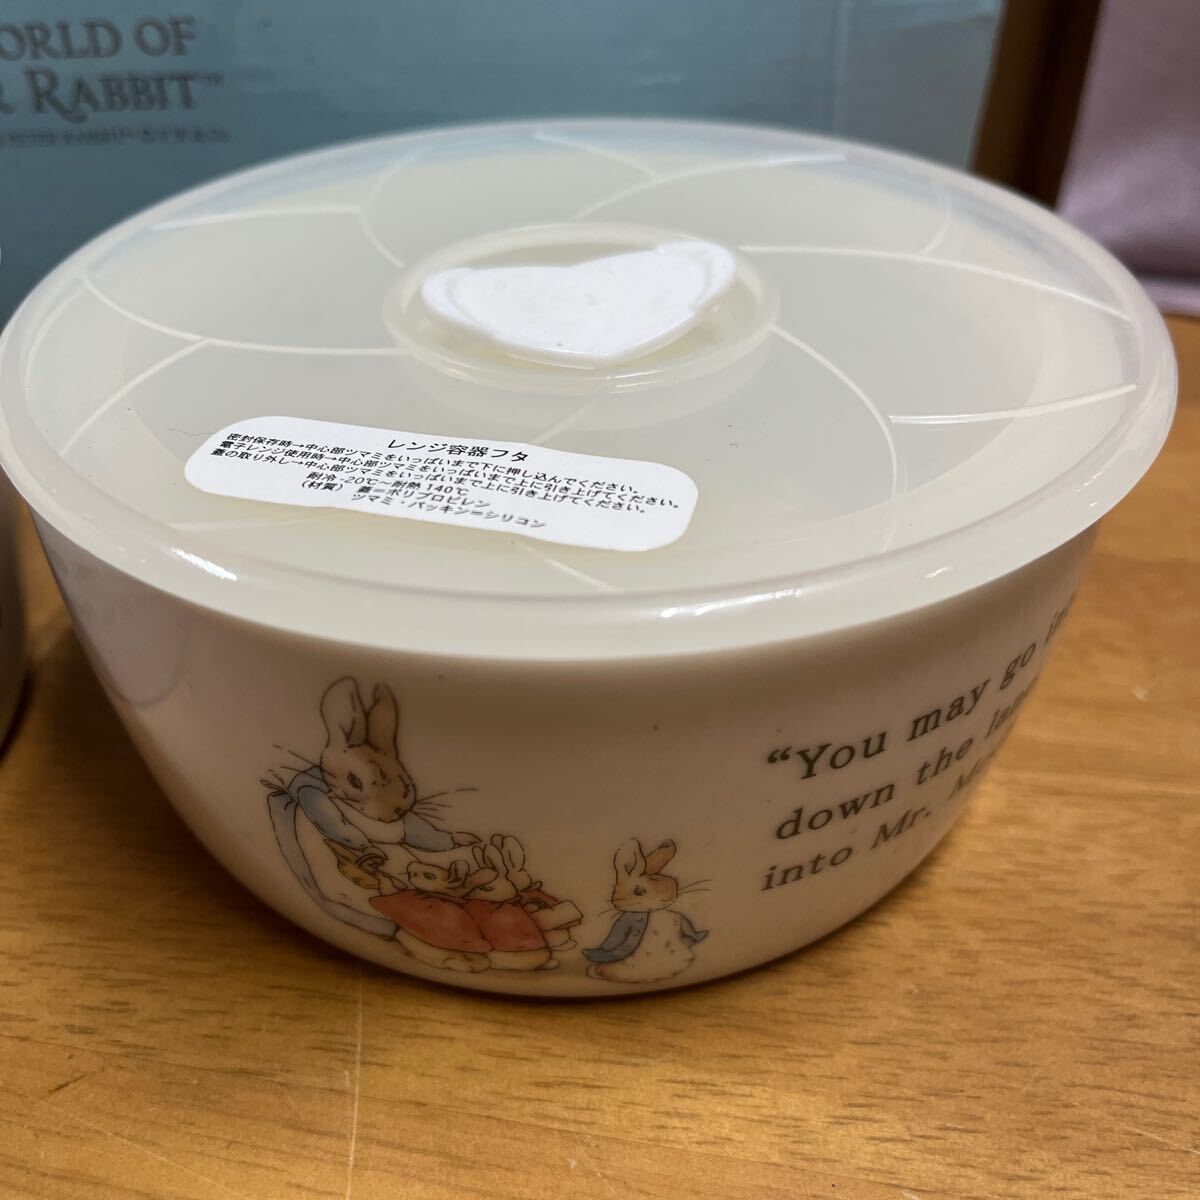 ORLD OF
R RABBIT™
レンジ容器フタ
密封保存時→中心部ツマミをいっぱいまで下に押し込んでください。
電子レンジ使用時→中心部ツマミをいっぱいまで上に引き上げてください。
蓋の取り外し→中心部ツマミをいっぱいまで上に引き上げてください。
耐冷 -20℃～耐熱 140℃
(材質) 蓋＝ポリプロピレン
ツマミ・パッキン＝シリコン
“You may go
down the
into Mr.